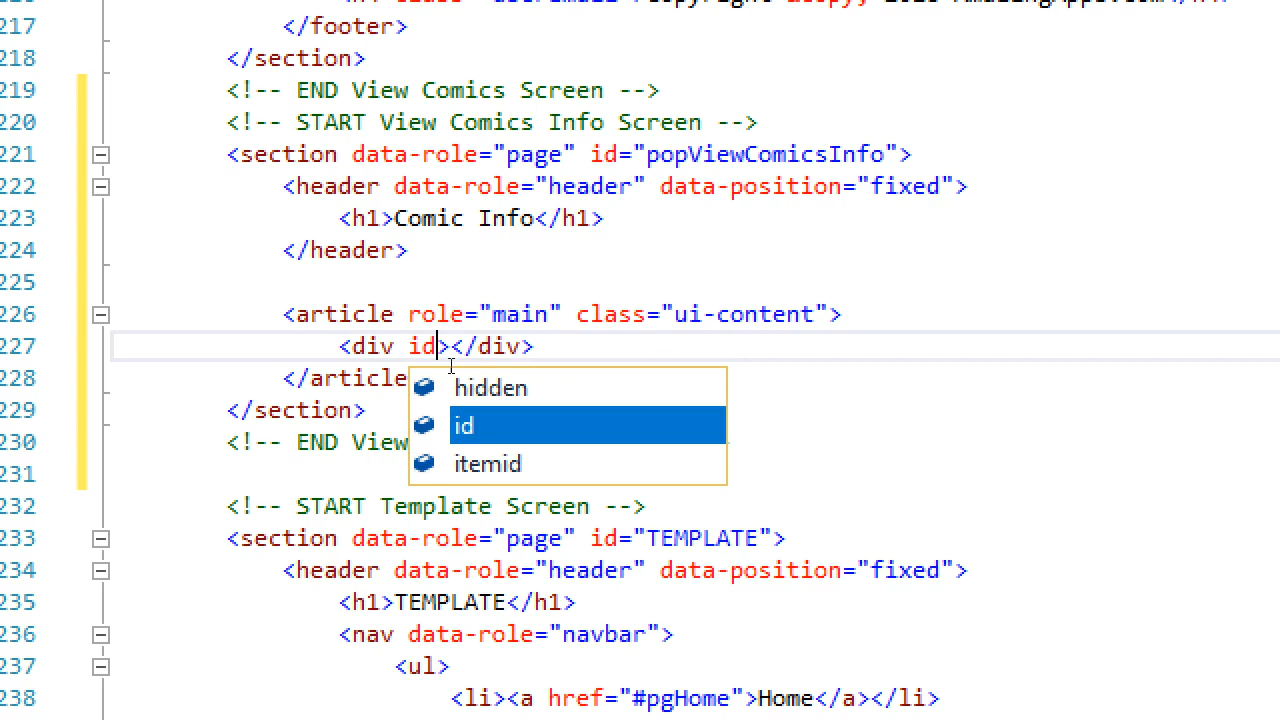 217 </footer>
218 </section>
219 <!-- END View Comics Screen -->
220 <!-- START View Comics Info Screen -->
221 <section data-role="page" id="popViewComicsInfo">
222 <header data-role="header" data-position="fixed">
223 <h1>Comic Info</h1>
224 </header>
225
226 <article role="main" class="ui-content">
227 <div id></div>
228 </article
hidden
229 </section>
id
230 <!-- END View
itemid
231
232 <!-- START Template Screen -->
233 <section data-role="page" id="TEMPLATE">
234 <header data-role="header" data-position="fixed">
235 <h1>TEMPLATE</h1>
236 <nav data-role="navbar">
237 <ul>
238 <li><a href="#pgHome">Home</a></li>